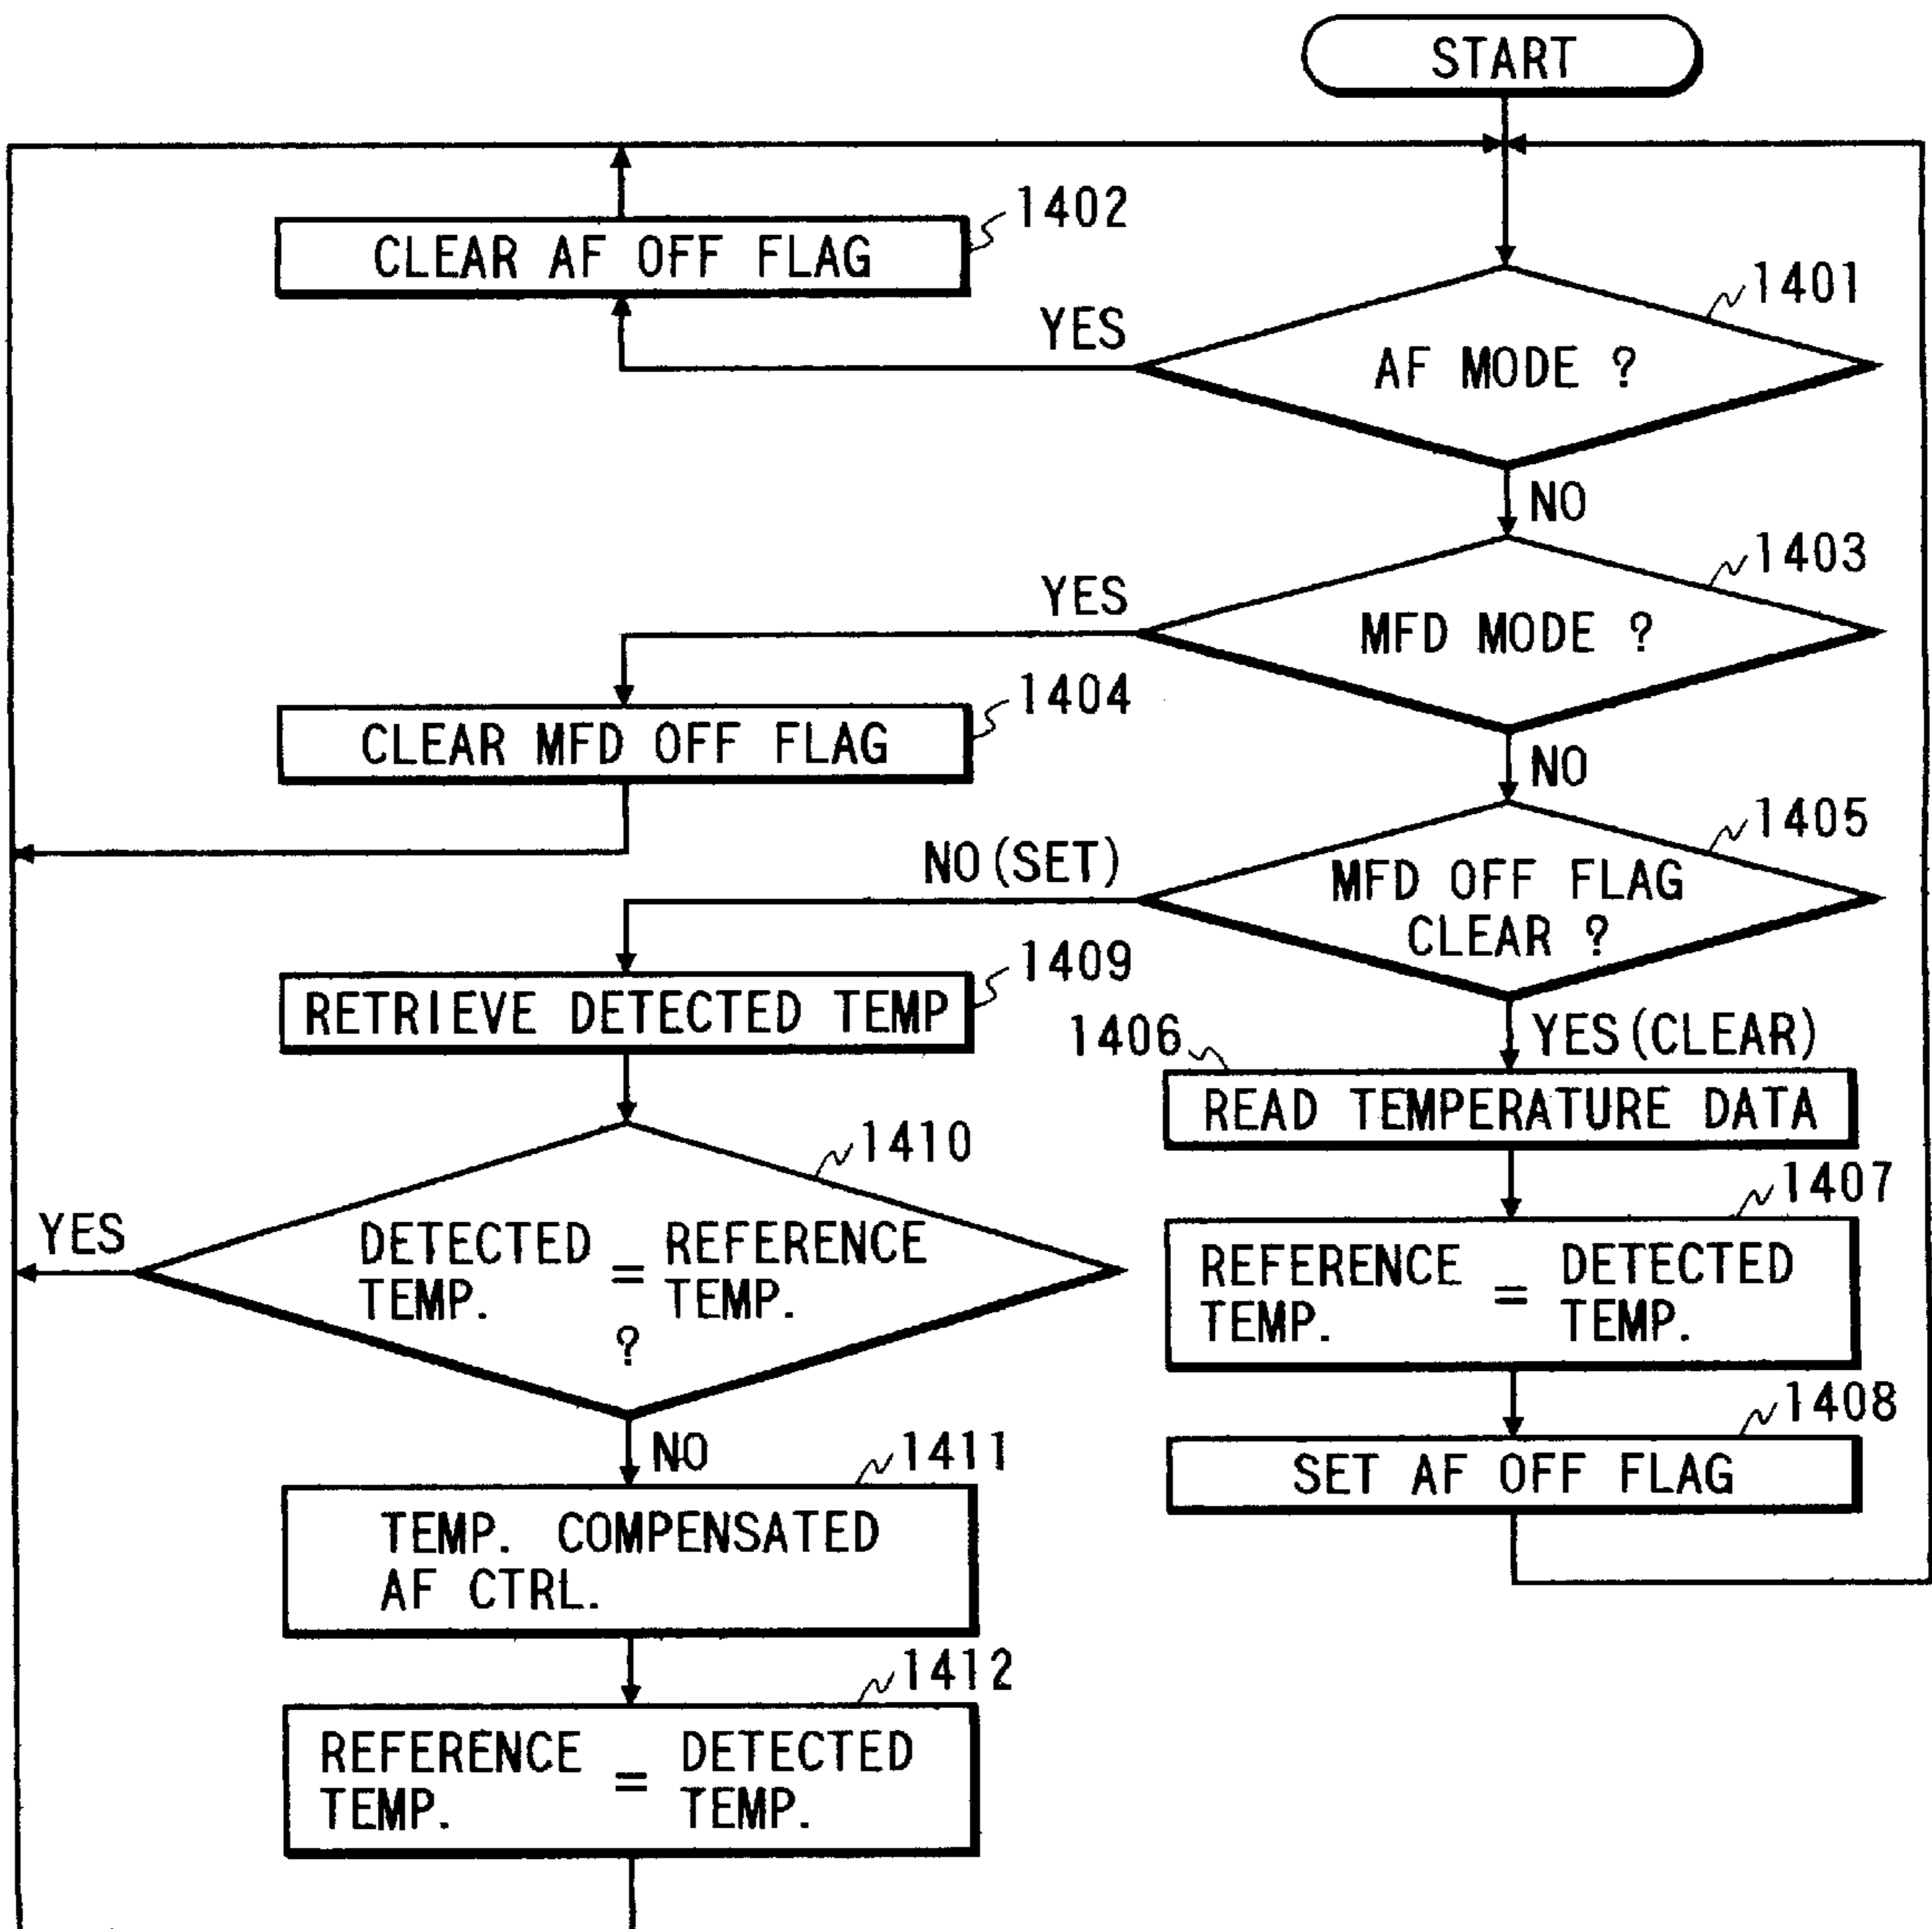 START
1402
CLEAR AF OFF FLAG
1401
YES
AF MODE ?
NO
1403
YES
MFD MODE ?
1404
CLEAR MFD OFF FLAG
NO
1405
NO(SET)
MFD OFF FLAG
CLEAR ?
1409
RETRIEVE DETECTED TEMP
1406
YES(CLEAR)
READ TEMPERATURE DATA
1410
1407
YES
DETECTED TEMP. = REFERENCE TEMP.
?
REFERENCE TEMP. = DETECTED TEMP.
1408
SET AF OFF FLAG
NO
1411
TEMP. COMPENSATED
AF CTRL.
1412
REFERENCE TEMP. = DETECTED TEMP.